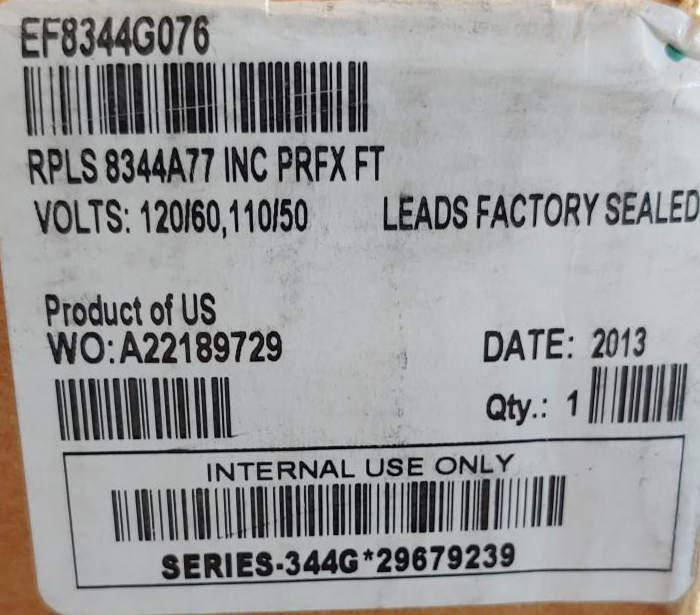 EF8344G076
RPLS 8344A77 INC PRFX FT
VOLTS: 120/60,110/50 LEADS FACTORY SEALED
Product of US
WO:A22189729 DATE: 2013
Qty.: 1
INTERNAL USE ONLY
SERIES-344G*29679239